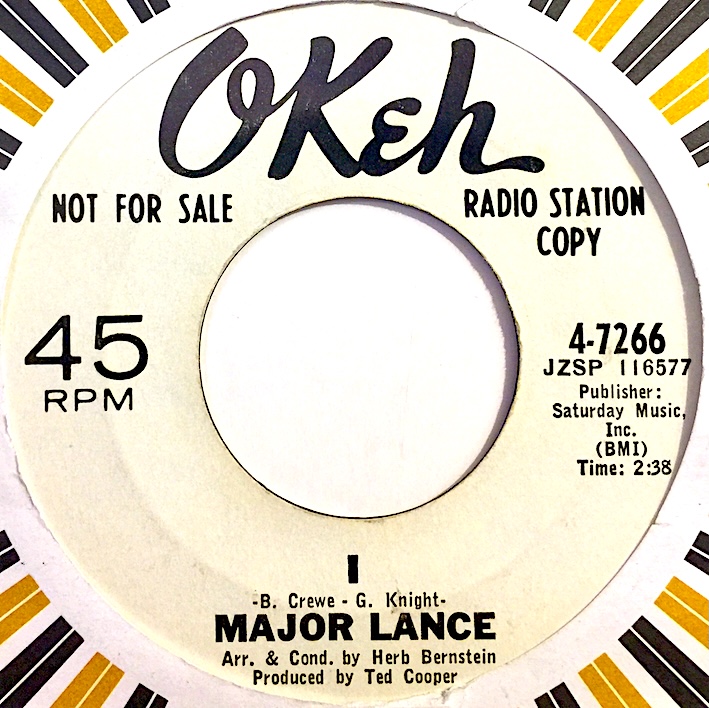 OKeh
NOT FOR SALE
RADIO STATION
COPY
45
RPM
4-7266
JZSP 116577
Publisher:
Saturday Music,
Inc.
(BMI)
Time: 2:38
I
-B. Crewe - G. Knight-
MAJOR LANCE
Arr. & Cond. by Herb Bernstein
Produced by Ted Cooper